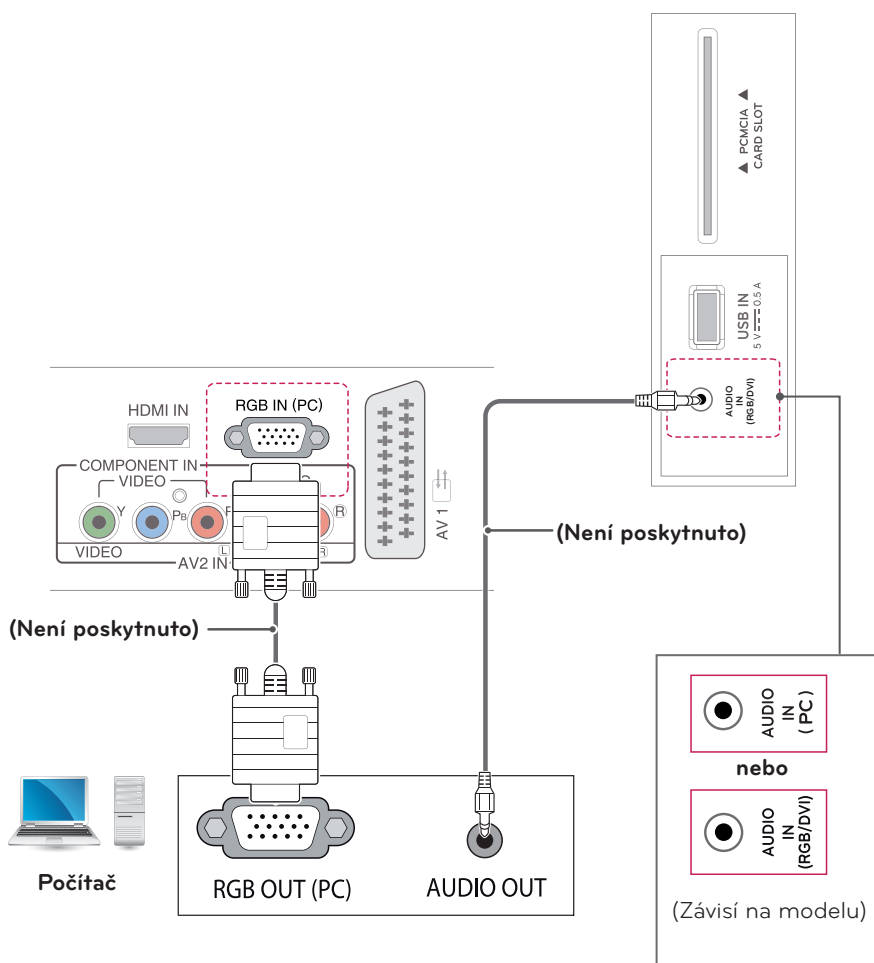 ▲ PCMCIA ▲
CARD SLOT
USB IN
5 V 0.5 A
AUDIO
IN
(RGB/DVI)
HDMI IN
RGB IN (PC)
COMPONENT IN
VIDEO
Y
PB
R
VIDEO
L
R
AV2 IN
AV 1
(Není poskytnuto)
(Není poskytnuto)
AUDIO
IN
(PC)
nebo
AUDIO
IN
(RGB/DVI)
(Závisí na modelu)
Počítač
RGB OUT (PC)
AUDIO OUT